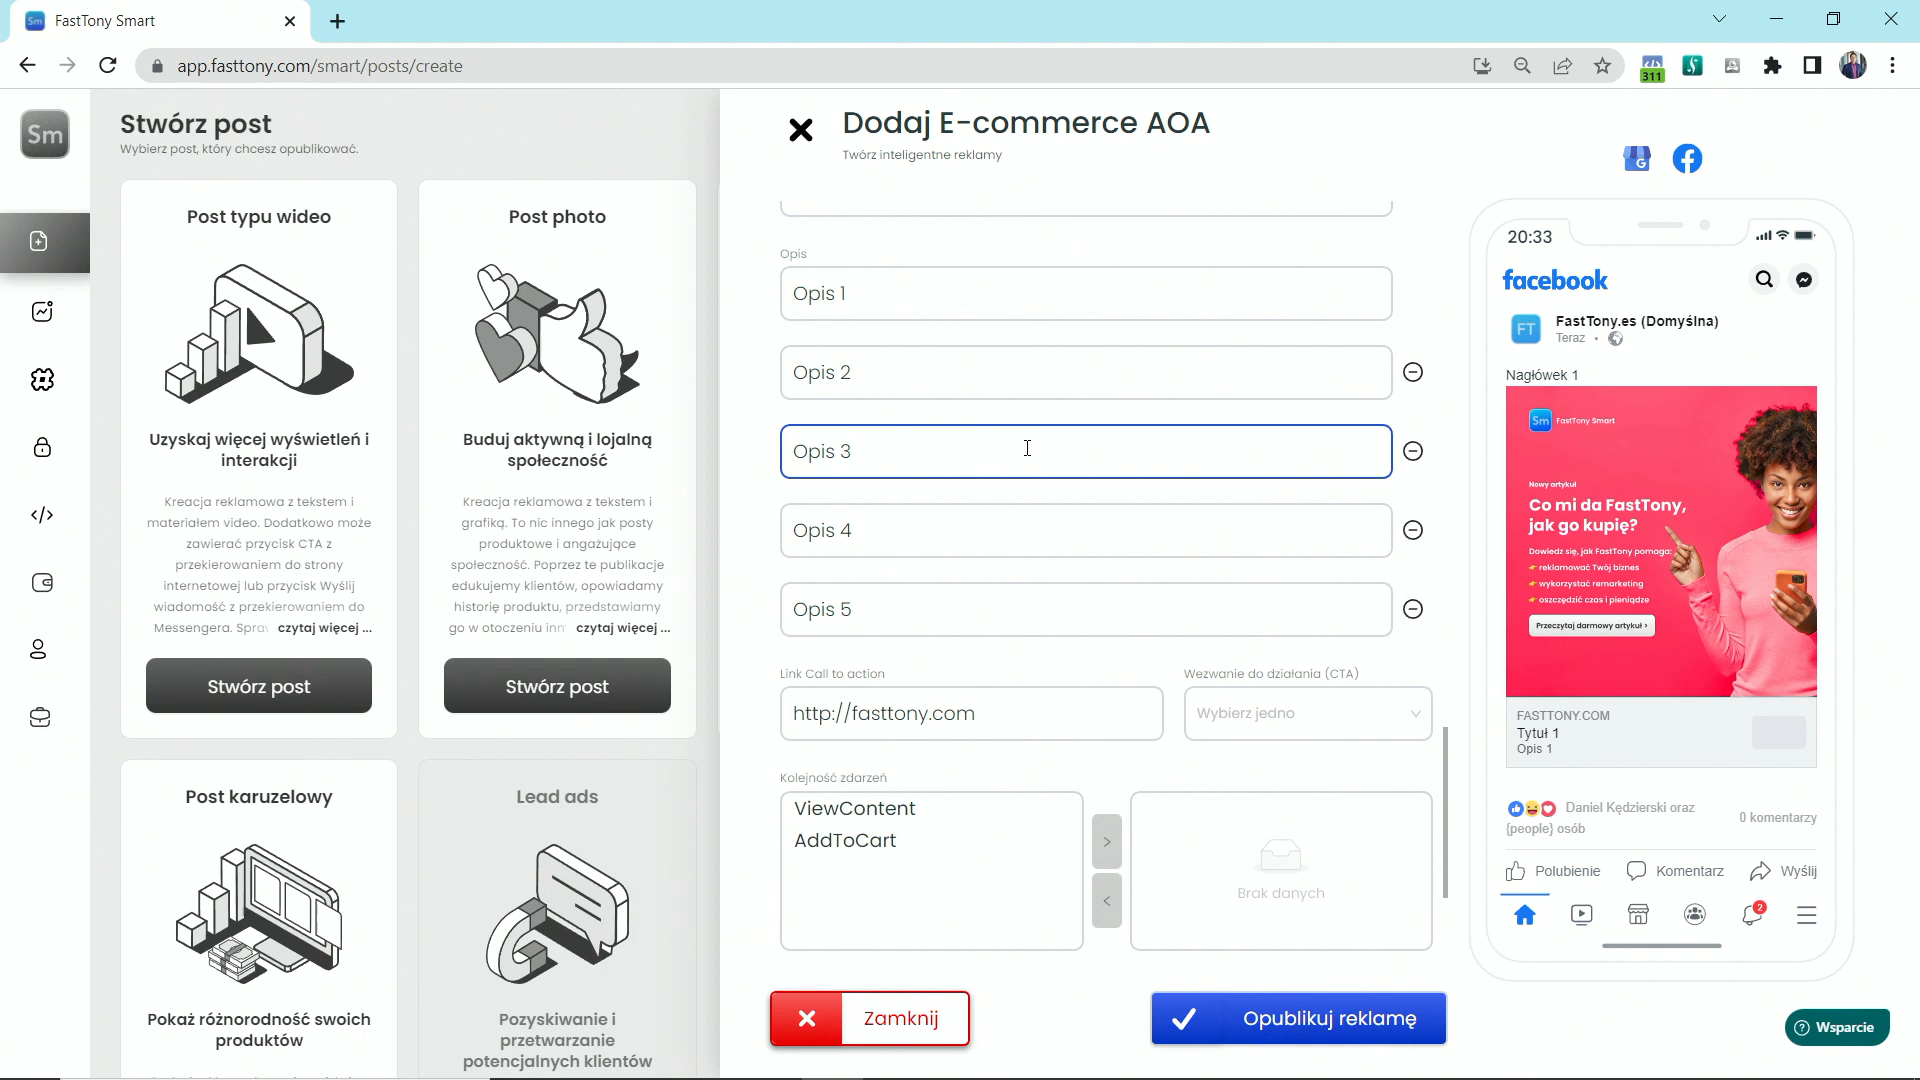 Sm FastTony Smart
app.fasttony.com/smart/posts/create
311
Sm
Stwórz post
Wybierz post, który chcesz opublikować.
Post typu wideo
Uzyskaj więcej wyświetleń i
interakcji
Kreacja reklamowa z tekstem i
materiałem video. Dodatkowo może
zawierać przycisk CTA z
przekierowaniem do strony
internetowej lub przycisk Wyślij
wiadomość z przekierowaniem do
czytaj więcej ...
Messengera.
Stwórz post
Post photo
Buduj aktywną i lojalną
społeczność
Kreacja reklamowa z tekstem i
grafiką. To nic innego jak posty
produktowe i angażujące
społeczność. Poprzez te publikacje
edukujemy klientów, opowiadamy
historię produktu, przedstawiamy
go w otoczeniu
czytaj więcej ...
Stwórz post
Post karuzelowy
Pokaż różnorodność swoich
produktów
Lead ads
Pozyskiwanie i
przetwarzanie
potencjalnych klientów
Dodaj E-commerce AOA
Twórz inteligentne reklamy
Opis
Opis 1
Opis 2
Opis 3
Opis 4
Opis 5
Link Call to action
http://fasttony.com
Wezwanie do działania (CTA)
Wybierz jedno
Kolejność zdarzeń
ViewContent
AddToCart
>
<
Brak danych
Zamknij
Opublikuj reklamę
G
20:33
facebook
FT
FastTony.es (Domyślna)
Teraz •
Nagłówek 1
Sm FastTony Smart
Nowy artykuł
Co mi da FastTony,
jak go kupię?
Dowiedz się, jak FastTony pomaga:
reklamować Twój biznes
wykorzystać remarketing
oszczędzić czas i pieniądze
Przeczytaj darmowy artykuł >
FASTTONY.COM
Tytuł 1
Opis 1
Daniel Kędzierski oraz
{people} osób
0 komentarzy
Polubienie
Komentarz
Wyślij
2
Wsparcie